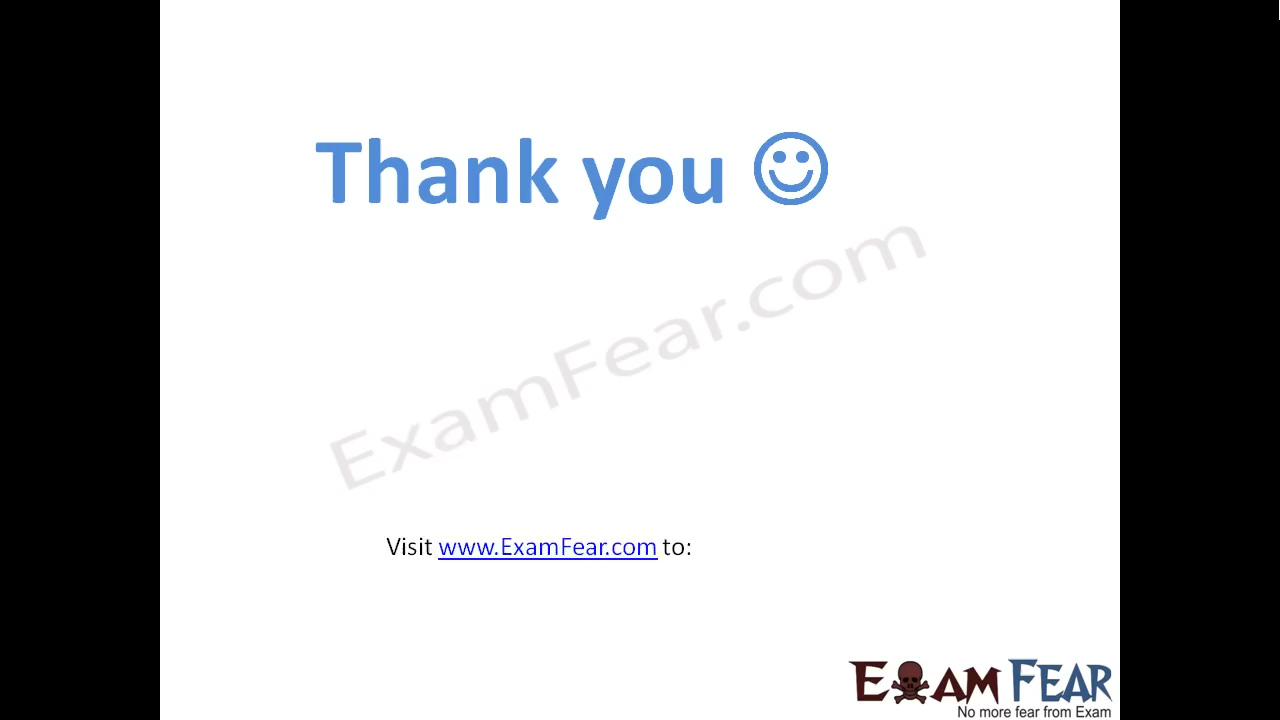 Thank you ☺
ExamFear.com
Visit www.ExamFear.com to:
EXAM FEAR
No more fear from Exam